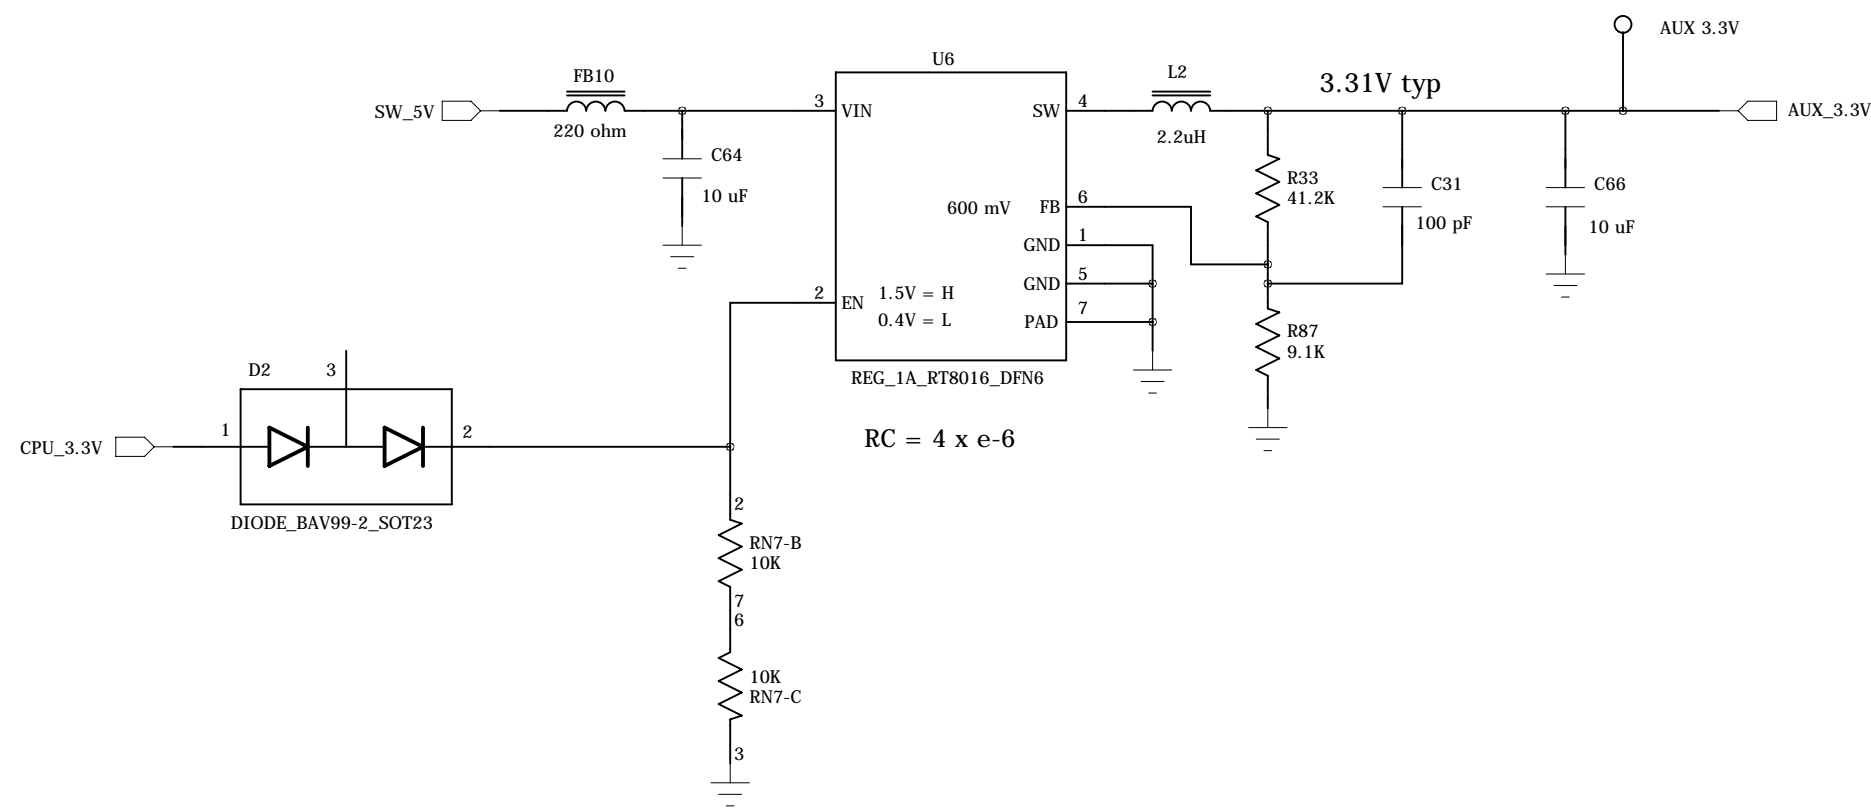 AUX 3.3V
U6
L2
FB10
3.31V typ
SW_5V
3
VIN
SW
4
AUX_3.3V
220 ohm
2.2uH
C64
10 uF
R33
41.2K
C31
100 pF
C66
10 uF
600 mV
FB
6
GND
1
GND
5
2
EN
1.5V = H
0.4V = L
PAD
7
R87
9.1K
D2
3
REG_1A_RT8016_DFN6
CPU_3.3V
1
2
RC = 4 x e-6
DIODE_BAV99-2_SOT23
2
RN7-B
10K
7
6
10K
RN7-C
3